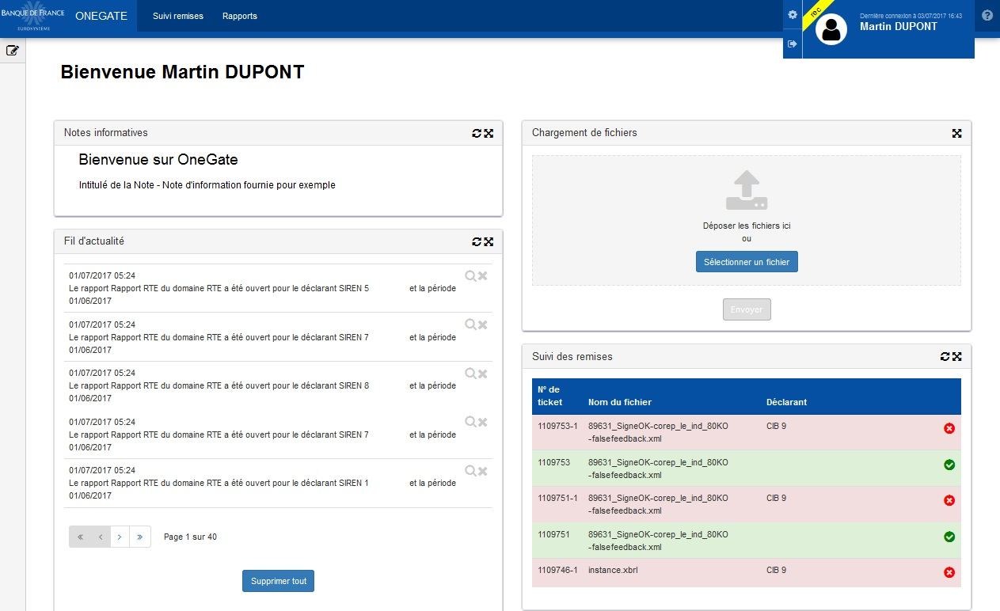 BANQUE DE FRANCE
EUROSYSTÈME
ONEGATE
Suivi remises
Rapports
rec
Dernière connexion à 03/07/2017 16:43
Martin DUPONT
Bienvenue Martin DUPONT
Notes informatives
Bienvenue sur OneGate
Intitulé de la Note - Note d'information fournie pour exemple
Fil d'actualité
01/07/2017 05:24
Le rapport Rapport RTE du domaine RTE a été ouvert pour le déclarant SIREN 5 et la période
01/06/2017
01/07/2017 05:24
Le rapport Rapport RTE du domaine RTE a été ouvert pour le déclarant SIREN 7 et la période
01/06/2017
01/07/2017 05:24
Le rapport Rapport RTE du domaine RTE a été ouvert pour le déclarant SIREN 8 et la période
01/06/2017
01/07/2017 05:24
Le rapport Rapport RTE du domaine RTE a été ouvert pour le déclarant SIREN 7 et la période
01/06/2017
01/07/2017 05:24
Le rapport Rapport RTE du domaine RTE a été ouvert pour le déclarant SIREN 1 et la période
01/06/2017
« ‹ › » Page 1 sur 40
Supprimer tout
Chargement de fichiers
Déposer les fichiers ici
ou
Sélectionner un fichier
Envoyer
Suivi des remises
N° de
ticket Nom du fichier Déclarant
1109753-1 89631_SigneOK-corep_le_ind_80KO CIB 9
-falsefeedback.xml
1109753 89631_SigneOK-corep_le_ind_80KO
-falsefeedback.xml
1109751-1 89631_SigneOK-corep_le_ind_80KO CIB 9
-falsefeedback.xml
1109751 89631_SigneOK-corep_le_ind_80KO
-falsefeedback.xml
1109746-1 instance.xbrl CIB 9